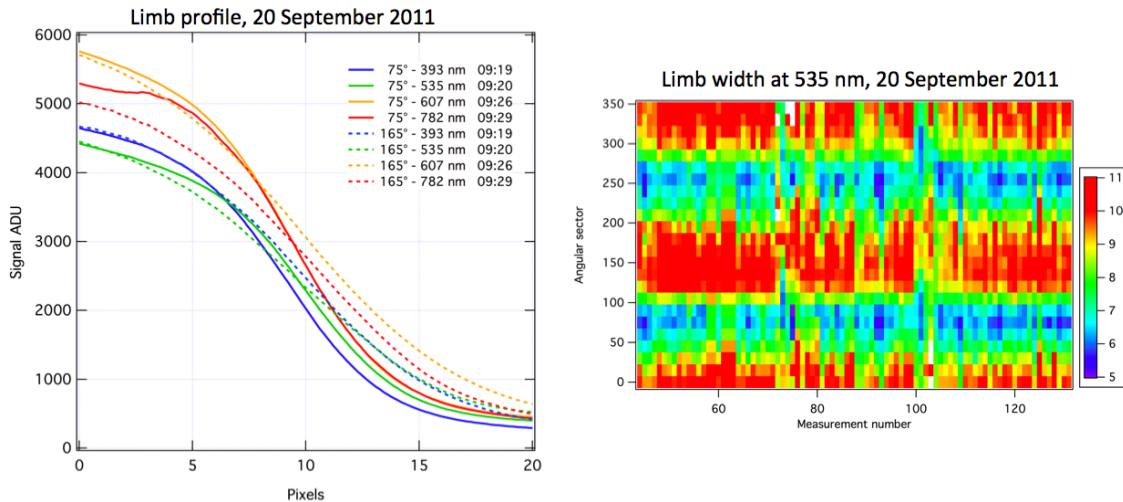 Limb profile, 20 September 2011
6000
5000
4000
3000
2000
1000
0
Signal ADU
75° - 393 nm 09:19
75° - 535 nm 09:20
75° - 607 nm 09:26
75° - 782 nm 09:29
165° - 393 nm 09:19
165° - 535 nm 09:20
165° - 607 nm 09:26
165° - 782 nm 09:29
0 5 10 15 20
Pixels
Limb width at 535 nm, 20 September 2011
350
300
250
200
150
100
50
0
Angular sector
60 80 100 120
Measurement number
11
10
9
8
7
6
5